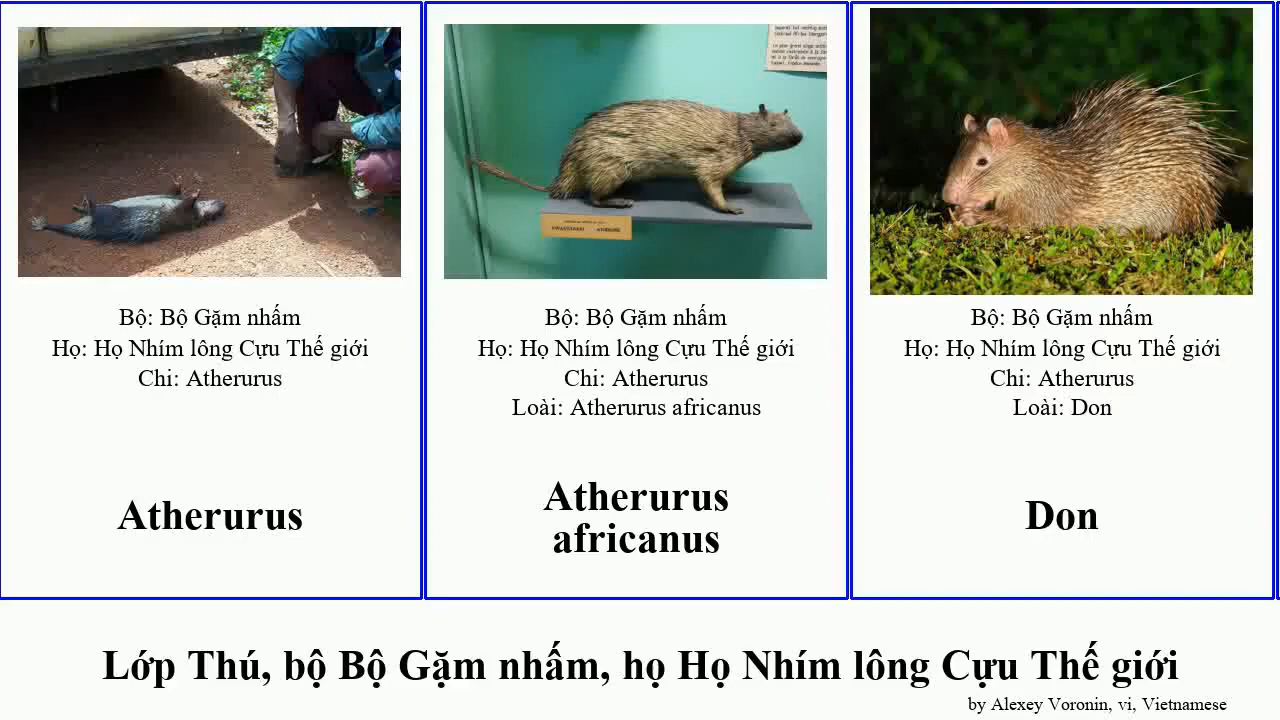 Bộ: Bộ Gặm nhấm
Họ: Họ Nhím lông Cựu Thế giới
Chi: Atherurus
Atherurus
Bộ: Bộ Gặm nhấm
Họ: Họ Nhím lông Cựu Thế giới
Chi: Atherurus
Loài: Atherurus africanus
Atherurus
africanus
Bộ: Bộ Gặm nhấm
Họ: Họ Nhím lông Cựu Thế giới
Chi: Atherurus
Loài: Don
Don
Lớp Thú, bộ Bộ Gặm nhấm, họ Họ Nhím lông Cựu Thế giới
by Alexey Voronin, vi, Vietnamese